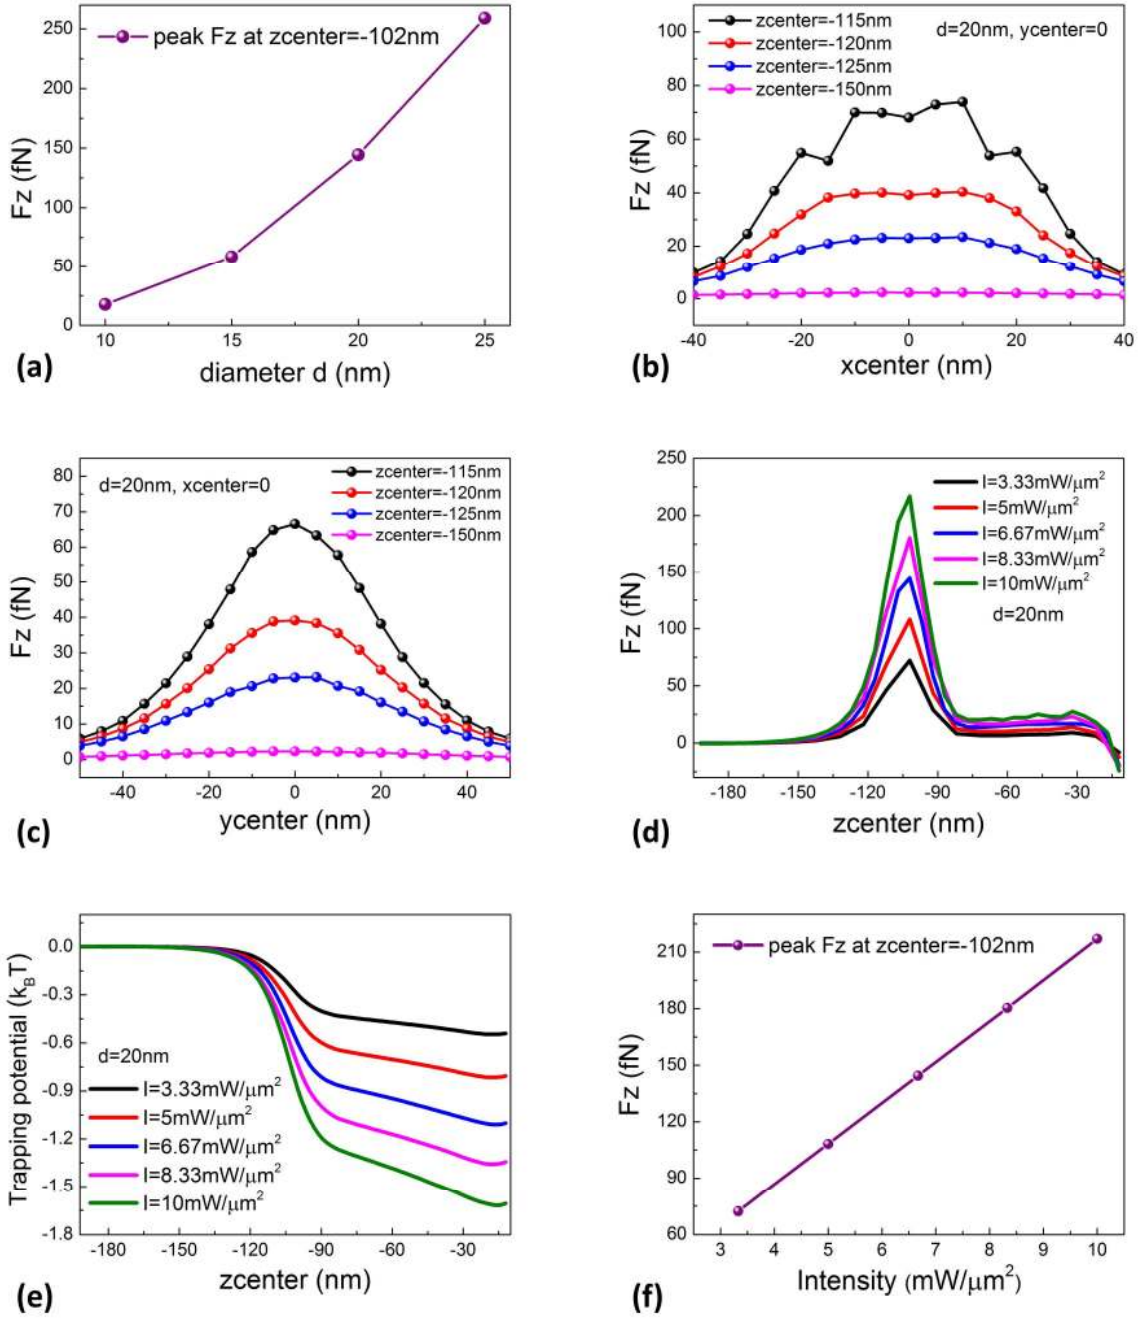 250
200
150
100
50
0
Fz (fN)
peak Fz at zcenter=-102nm
10
15
20
25
diameter d (nm)
(a)
100
80
60
40
20
0
Fz (fN)
zcenter=-115nm
zcenter=-120nm
zcenter=-125nm
zcenter=-150nm
d=20nm, ycenter=0
-40
-20
0
20
40
xcenter (nm)
(b)
80
70
60
50
40
30
20
10
0
Fz (fN)
d=20nm, xcenter=0
zcenter=-115nm
zcenter=-120nm
zcenter=-125nm
zcenter=-150nm
-40
-20
0
20
40
ycenter (nm)
(c)
250
200
150
100
50
0
Fz (fN)
I=3.33mW/μm²
I=5mW/μm²
I=6.67mW/μm²
I=8.33mW/μm²
I=10mW/μm²
d=20nm
-180
-150
-120
-90
-60
-30
zcenter (nm)
(d)
0.0
-0.3
-0.6
-0.9
-1.2
-1.5
-1.8
Trapping potential (k_BT)
d=20nm
I=3.33mW/μm²
I=5mW/μm²
I=6.67mW/μm²
I=8.33mW/μm²
I=10mW/μm²
-180
-150
-120
-90
-60
-30
zcenter (nm)
(e)
210
180
150
120
90
60
Fz (fN)
peak Fz at zcenter=-102nm
3
4
5
6
7
8
9
10
Intensity (mW/μm²)
(f)